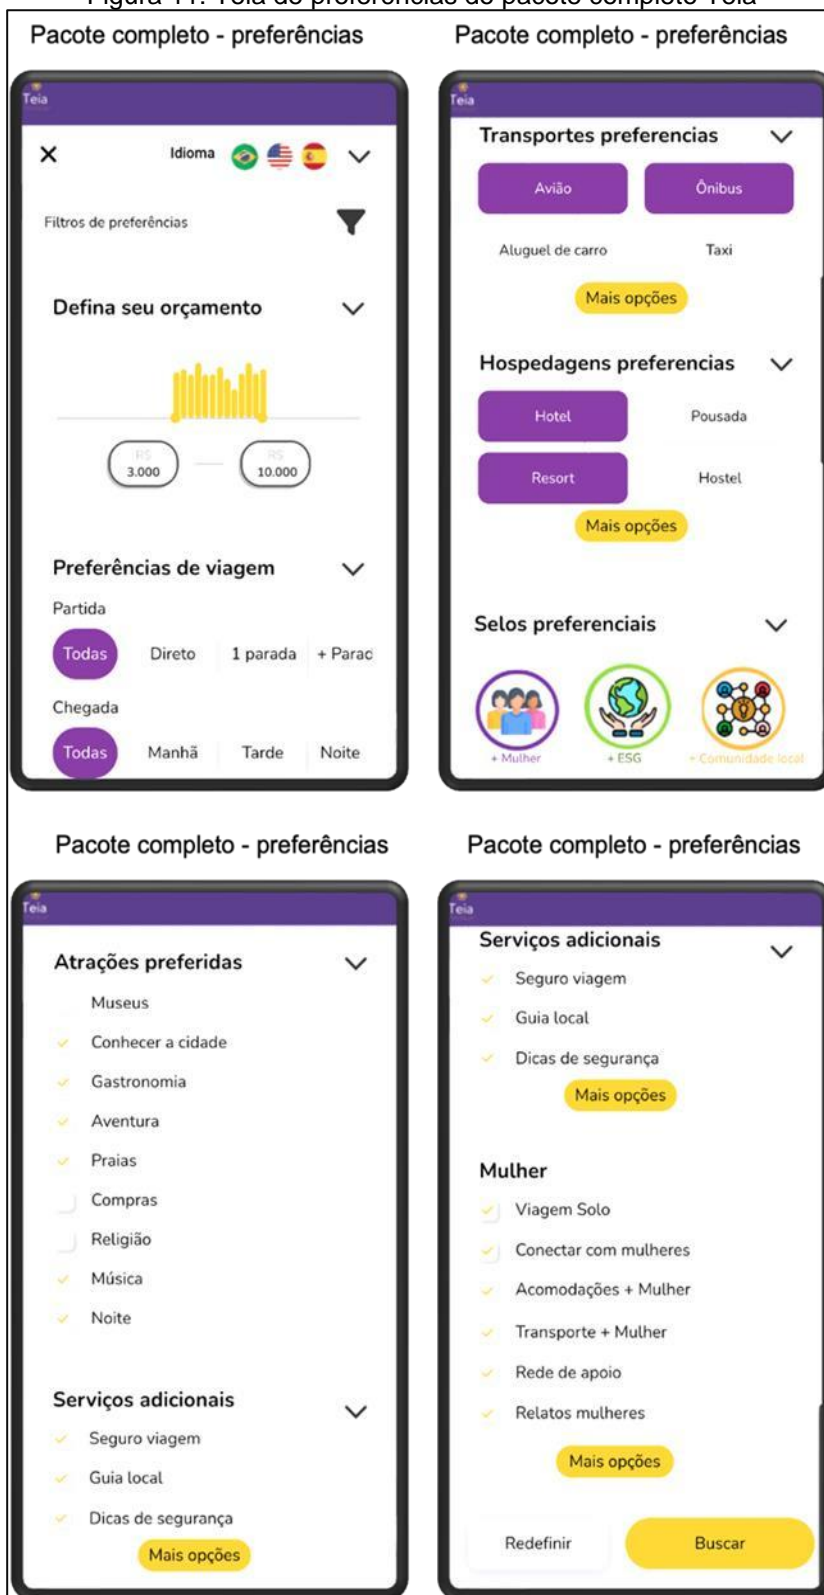 Figura 11: Tela de preferências do pacote completo Teia
Pacote completo - preferências
Teia
Idioma
Filtros de preferências
Defina seu orçamento
R$
3.000
R$
10.000
Preferências de viagem
Partida
Todas Direto 1 parada + Parad
Chegada
Todas Manhã Tarde Noite
Pacote completo - preferências
Teia
Transportes preferencias
Avião Ônibus
Aluguel de carro Taxi
Mais opções
Hospedagens preferencias
Hotel Pousada
Resort Hostel
Mais opções
Selos preferenciais
+ Mulher + ESG + Comunidade local
Pacote completo - preferências
Teia
Atrações preferidas
Museus
Conhecer a cidade
Gastronomia
Aventura
Praias
Compras
Religião
Música
Noite
Serviços adicionais
Seguro viagem
Guia local
Dicas de segurança
Mais opções
Pacote completo - preferências
Teia
Serviços adicionais
Seguro viagem
Guia local
Dicas de segurança
Mais opções
Mulher
Viagem Solo
Conectar com mulheres
Acomodações + Mulher
Transporte + Mulher
Rede de apoio
Relatos mulheres
Mais opções
Redefinir Buscar